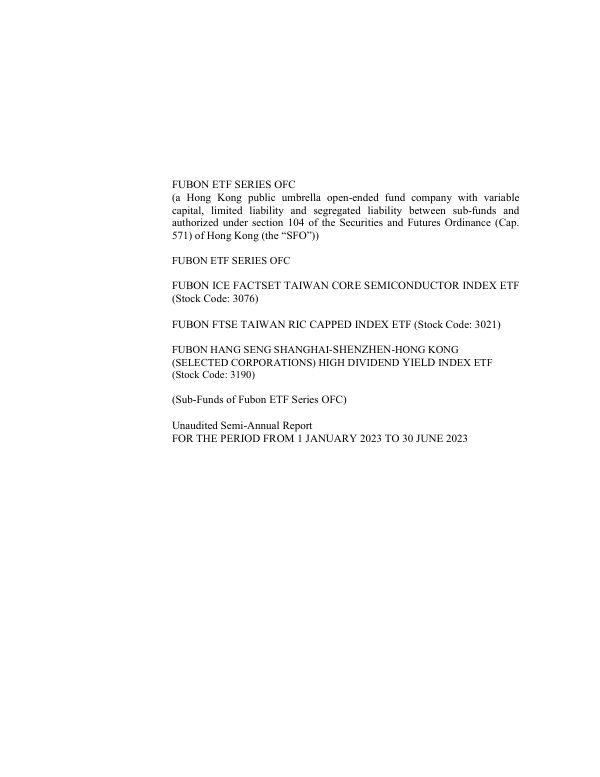 FUBON ETF SERIES OFC
(a Hong Kong public umbrella open-ended fund company with variable
capital, limited liability and segregated liability between sub-funds and
authorized under section 104 of the Securities and Futures Ordinance (Cap.
571) of Hong Kong (the “SFO”))
FUBON ETF SERIES OFC
FUBON ICE FACTSET TAIWAN CORE SEMICONDUCTOR INDEX ETF
(Stock Code: 3076)
FUBON FTSE TAIWAN RIC CAPPED INDEX ETF (Stock Code: 3021)
FUBON HANG SENG SHANGHAI-SHENZHEN-HONG KONG
(SELECTED CORPORATIONS) HIGH DIVIDEND YIELD INDEX ETF
(Stock Code: 3190)
(Sub-Funds of Fubon ETF Series OFC)
Unaudited Semi-Annual Report
FOR THE PERIOD FROM 1 JANUARY 2023 TO 30 JUNE 2023